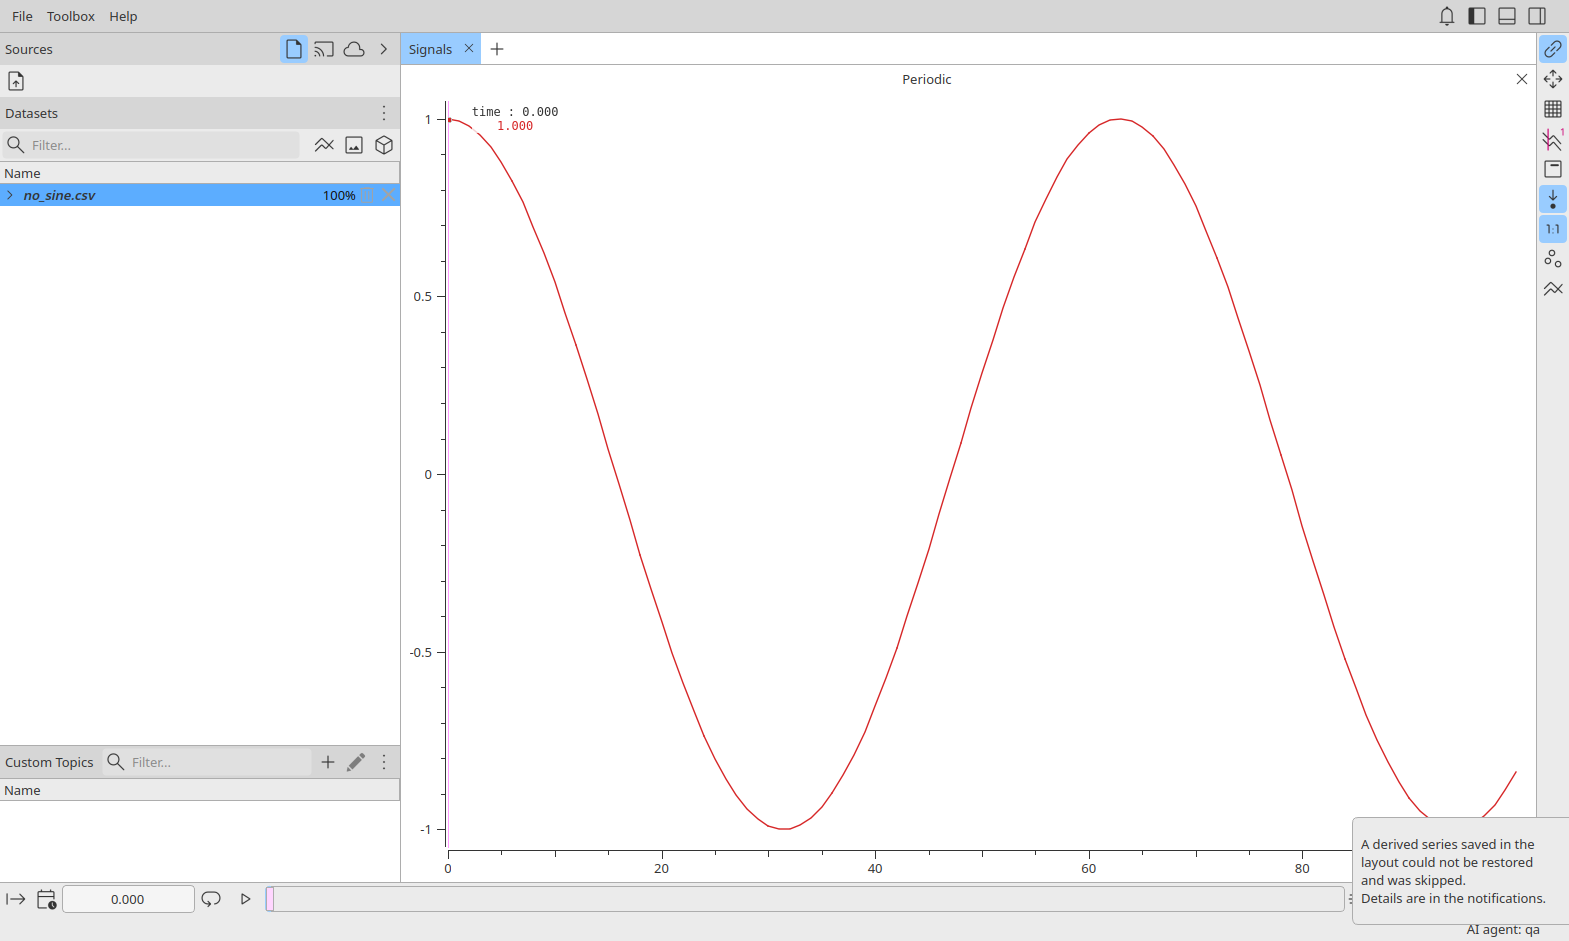 File Toolbox Help
Sources
Signals
Periodic
Datasets
Filter...
Name
no_sine.csv 100%
time : 0.000
1.000
1
0.5
0
-0.5
-1
0 20 40 60 80
1
1:1
Custom Topics Filter...
Name
0.000
A derived series saved in the
layout could not be restored
and was skipped.
Details are in the notifications.
AI agent: qa